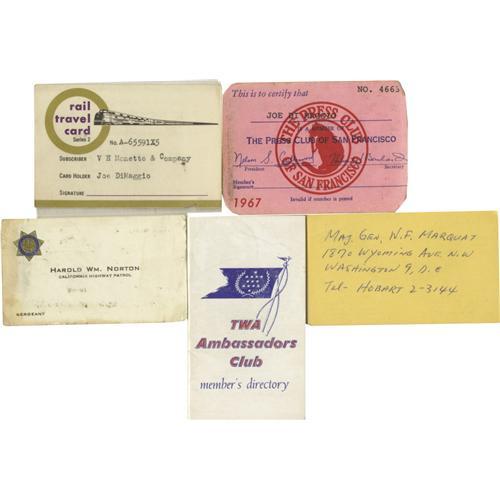 rail
travel
card
Series 2
No. A-65591X5
SUBSCRIBER V H Monette & Company
CARD HOLDER Joe DiMaggio
SIGNATURE
This is to certify that NO. 4663
JOE DI MAGGIO
IS A MEMBER OF
THE PRESS CLUB OF SAN FRANCISCO
THE PRESS CLUB
OF SAN FRANCISCO
President Secretary
Member's
Signature
1967 Invalid if number is punched
HAROLD WM. NORTON
CALIFORNIA HIGHWAY PATROL
SERGEANT
TWA
Ambassadors
Club
member's directory
MAJ. GEN. W.F. MARQUAT
1870 WYOMING AVE. N.W
WASHINGTON 9, D.C
Tel- HOBART 2-3144